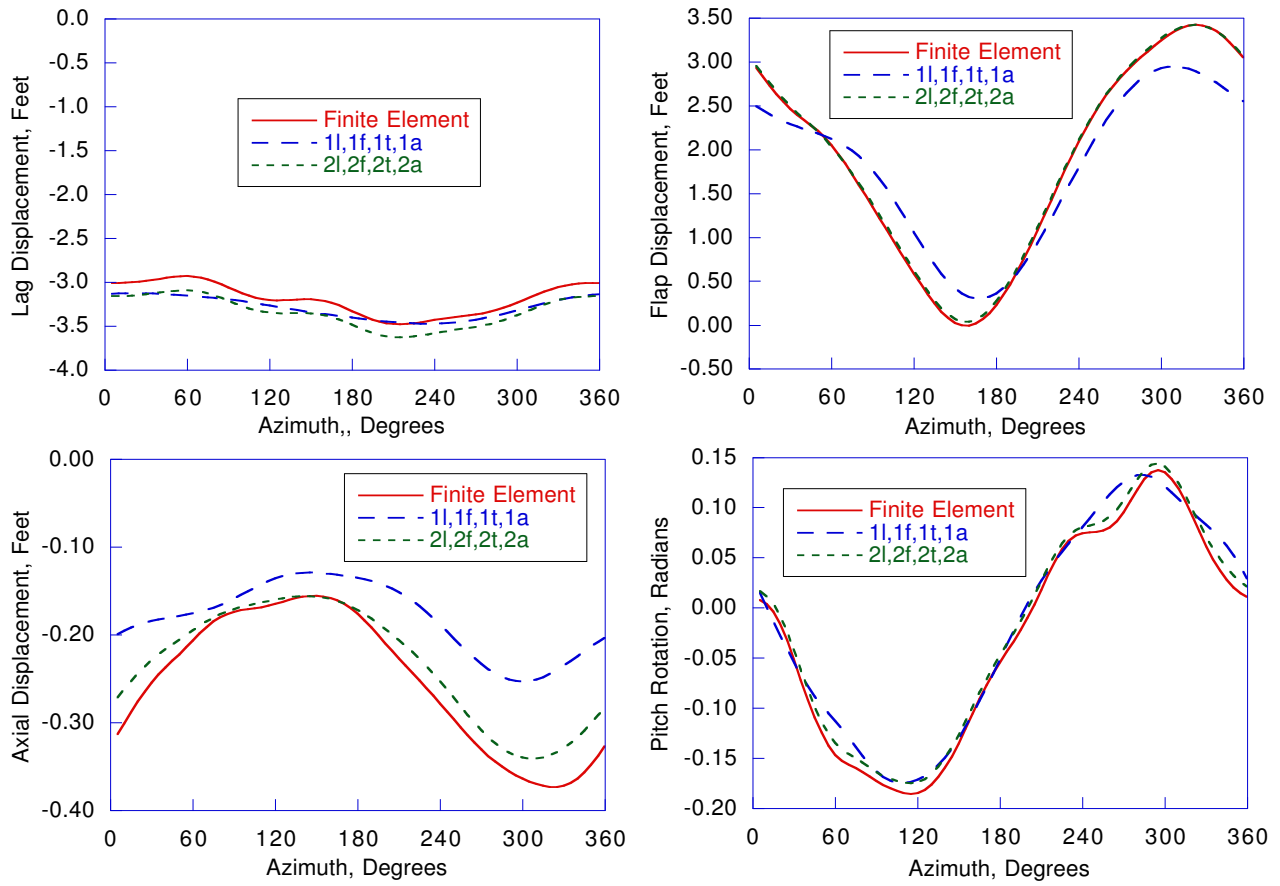 0.0
-0.5
-1.0
-1.5
-2.0
-2.5
-3.0
-3.5
-4.0
Lag Displacement, Feet
Finite Element
1l,1f,1t,1a
2l,2f,2t,2a
0 60 120 180 240 300 360
Azimuth,, Degrees
3.50
3.00
2.50
2.00
1.50
1.00
0.50
0.00
-0.50
Flap Displacement, Feet
Finite Element
1l,1f,1t,1a
2l,2f,2t,2a
0 60 120 180 240 300 360
Azimuth, Degrees
0.00
-0.10
-0.20
-0.30
-0.40
Axial Displacement, Feet
Finite Element
1l,1f,1t,1a
2l,2f,2t,2a
0 60 120 180 240 300 360
Azimuth, Degrees
0.15
0.10
0.05
0.00
-0.05
-0.10
-0.15
-0.20
Pitch Rotation, Radians
Finite Element
1l,1f,1t,1a
2l,2f,2t,2a
0 60 120 180 240 300 360
Azimuth, Degrees